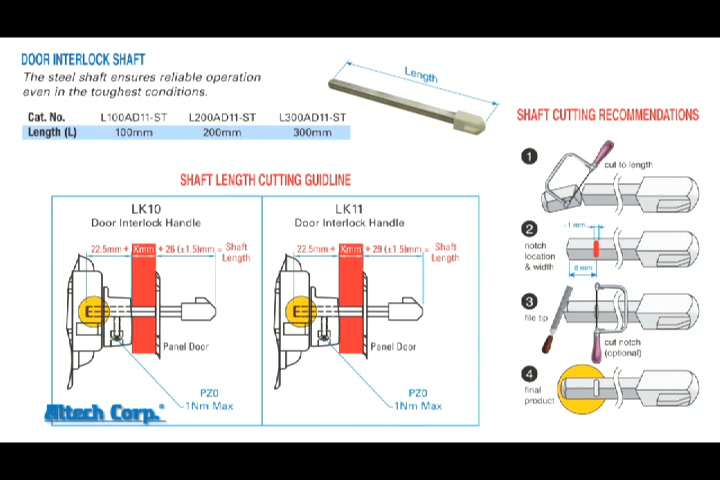 DOOR INTERLOCK SHAFT
The steel shaft ensures reliable operation
even in the toughest conditions.
Cat. No. L100AD11-ST L200AD11-ST L300AD11-ST
Length (L) 100mm 200mm 300mm
Length
SHAFT LENGTH CUTTING GUIDLINE
LK10
Door Interlock Handle
22.5mm + Xmm + 26 (±1.5)mm = Shaft
Length
Panel Door
PZ0
1Nm Max
LK11
Door Interlock Handle
22.5mm + Xmm + 29 (±1.5)mm = Shaft
Length
Panel Door
PZ0
1Nm Max
Altech Corp.®
SHAFT CUTTING RECOMMENDATIONS
1
cut to length
2
notch
location
& width
~1 mm
8 mm
3
file tip
cut notch
(optional)
4
final
product